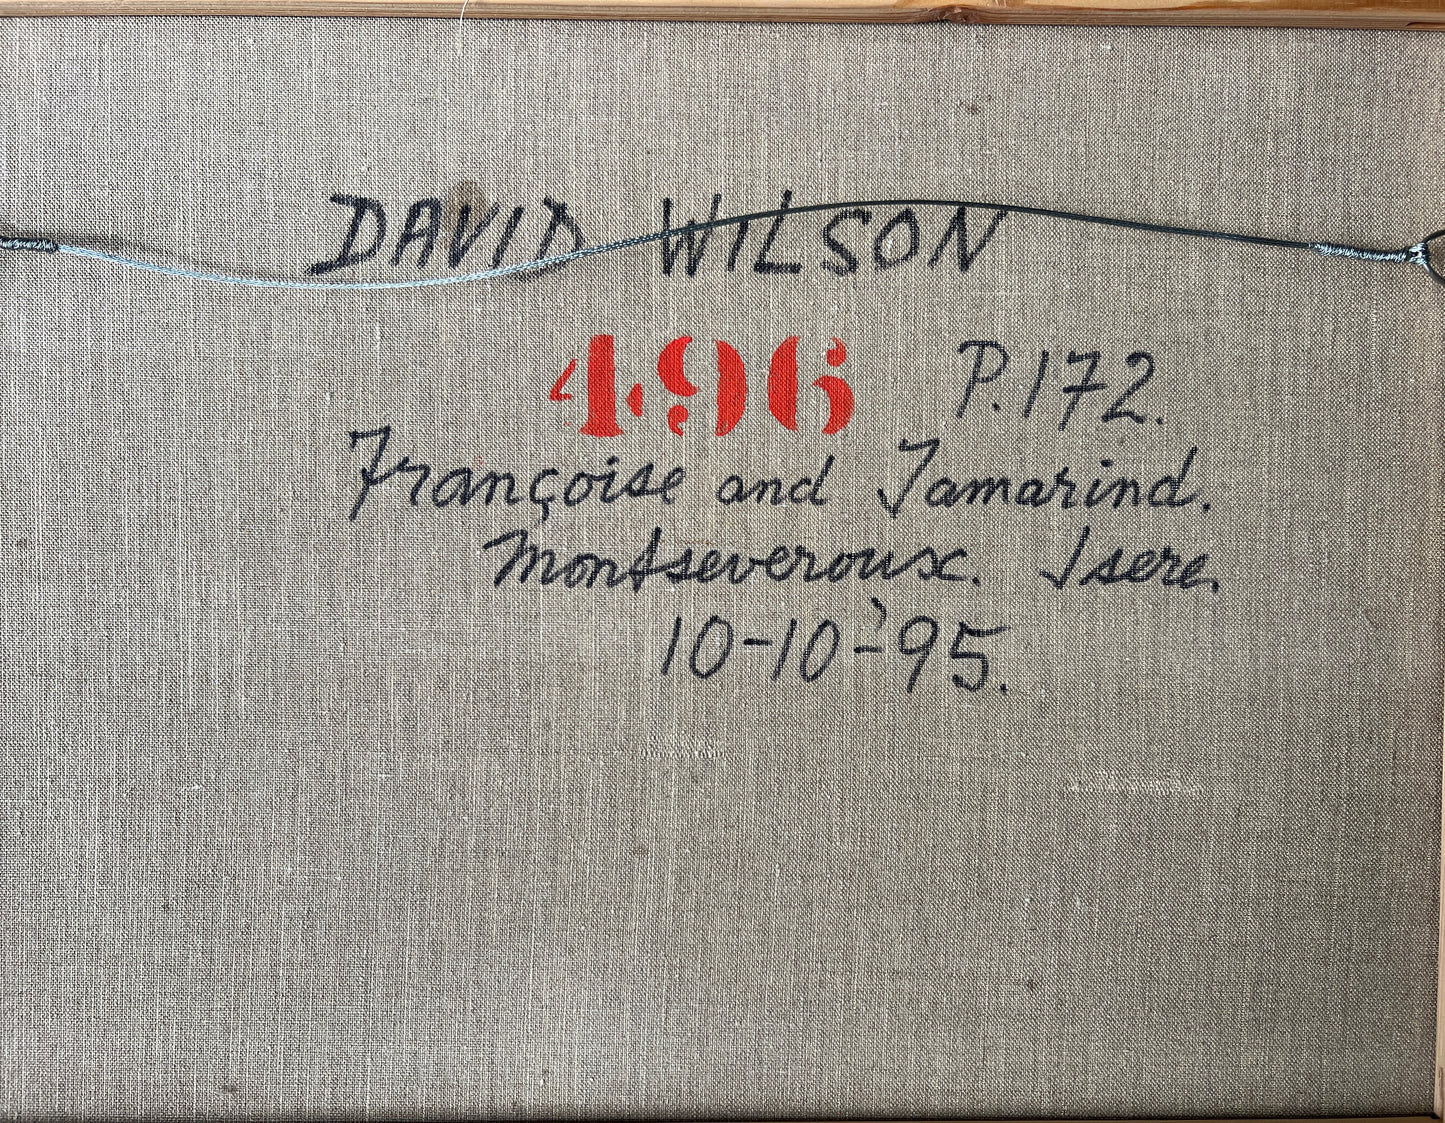 DAVID WILSON
496 P.172.
Françoise and Tamarind.
Montseveroux. Isere.
10-10-'95.